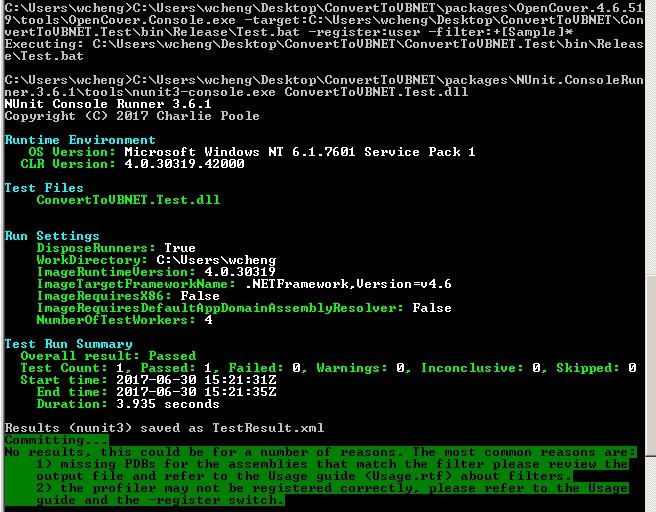 C:\Users\wcheng>C:\Users\wcheng\Desktop\ConvertToVBNET\packages\OpenCover.4.6.51
9\tools\OpenCover.Console.exe -target:C:\Users\wcheng\Desktop\ConvertToVBNET\Con
vertToVBNET.Test\bin\Release\Test.bat -register:user -filter:+[Sample]*
Executing: C:\Users\wcheng\Desktop\ConvertToVBNET\ConvertToVBNET.Test\bin\Releas
e\Test.bat
C:\Users\wcheng>C:\Users\wcheng\Desktop\ConvertToVBNET\packages\NUnit.ConsoleRun
ner.3.6.1\tools\nunit3-console.exe ConvertToVBNET.Test.dll
NUnit Console Runner 3.6.1
Copyright (C) 2017 Charlie Poole
Runtime Environment
OS Version: Microsoft Windows NT 6.1.7601 Service Pack 1
CLR Version: 4.0.30319.42000
Test Files
ConvertToVBNET.Test.dll
Run Settings
DisposeRunners: True
WorkDirectory: C:\Users\wcheng
ImageRuntimeVersion: 4.0.30319
ImageTargetFrameworkName: .NETFramework,Version=v4.6
ImageRequiresX86: False
ImageRequiresDefaultAppDomainAssemblyResolver: False
NumberOfTestWorkers: 4
Test Run Summary
Overall result: Passed
Test Count: 1, Passed: 1, Failed: 0, Warnings: 0, Inconclusive: 0, Skipped: 0
Start time: 2017-06-30 15:21:31Z
End time: 2017-06-30 15:21:35Z
Duration: 3.935 seconds
Results (nunit3) saved as TestResult.xml
Committing...
No results, this could be for a number of reasons. The most common reasons are:
1) missing PDBs for the assemblies that match the filter please review the
output file and refer to the Usage guide (Usage.rtf) about filters.
2) the profiler may not be registered correctly, please refer to the Usage
guide and the -register switch.